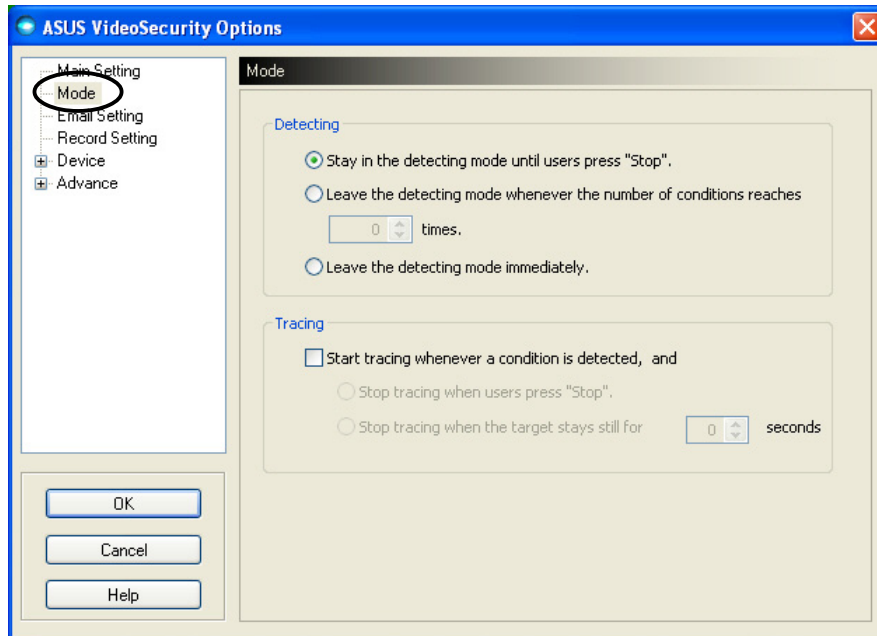 ASUS VideoSecurity Options
Main Setting
Mode
Email Setting
Record Setting
Device
Advance
OK
Cancel
Help
Mode
Detecting
Stay in the detecting mode until users press "Stop".
Leave the detecting mode whenever the number of conditions reaches
0 times.
Leave the detecting mode immediately.
Tracing
Start tracing whenever a condition is detected, and
Stop tracing when users press "Stop".
Stop tracing when the target stays still for 0 seconds